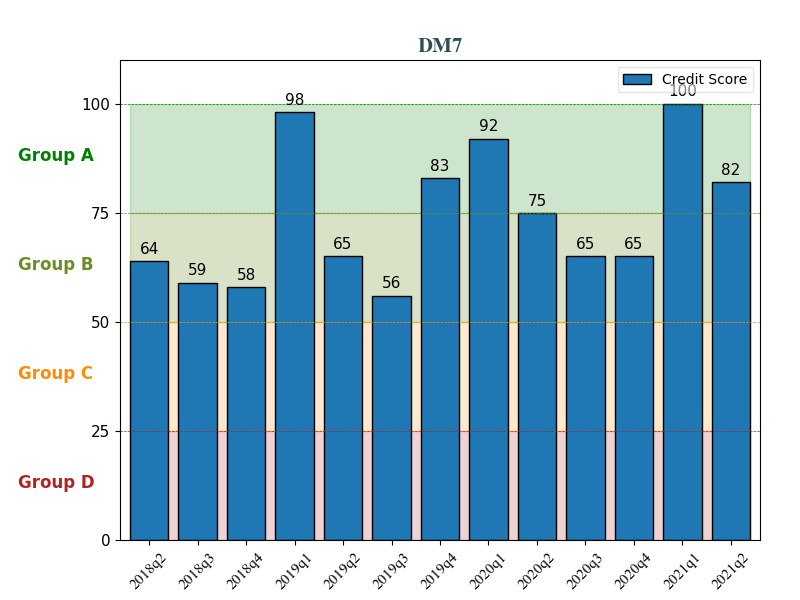 DM7
Credit Score
100
98
100
92
Group A
83
82
75
75
Group B
64
59
58
65
56
65
65
50
Group C
25
Group D
0
2018q2
2018q3
2018q4
2019q1
2019q2
2019q3
2019q4
2020q1
2020q2
2020q3
2020q4
2021q1
2021q2